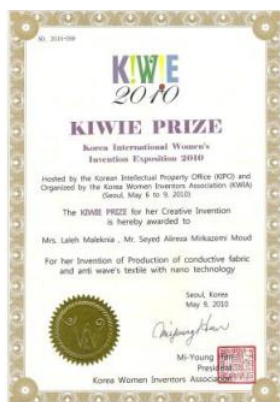 NO. 2010-099
K!W!E
2010
KIWIE PRIZE
Korea International Women's
Invention Exposition 2010
Hosted by the Korean Intellectual Property Office (KIPO) and
Organized by the Korea Women Inventors Association (KWIA)
(Seoul, May 6 to 9, 2010)
The KIWIE PRIZE for her Creative Invention
is hereby awarded to
Mrs. Laleh Maleknia , Mr. Seyed Alireza Mirkazemi Moud
For her Invention of Production of conductive fabric
and anti wave's textile with nano technology
Seoul, Korea
May 9, 2010
Mi-Young Han
President
Korea Women Inventors Association